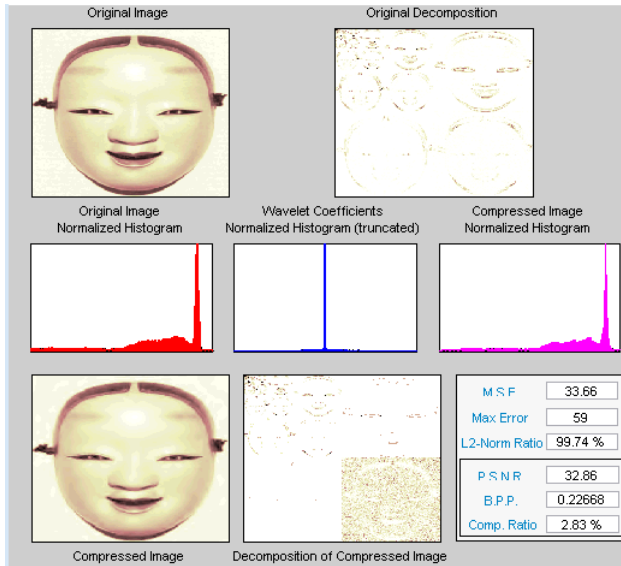 Original Image
Original Decomposition
Original Image
Normalized Histogram
Wavelet Coefficients
Normalized Histogram (truncated)
Compressed Image
Normalized Histogram
M.S.E. 33.66
Max Error 59
L2-Norm Ratio 99.74 %
P.S.N.R. 32.86
B.P.P. 0.22668
Comp. Ratio 2.83 %
Compressed Image
Decomposition of Compressed Image